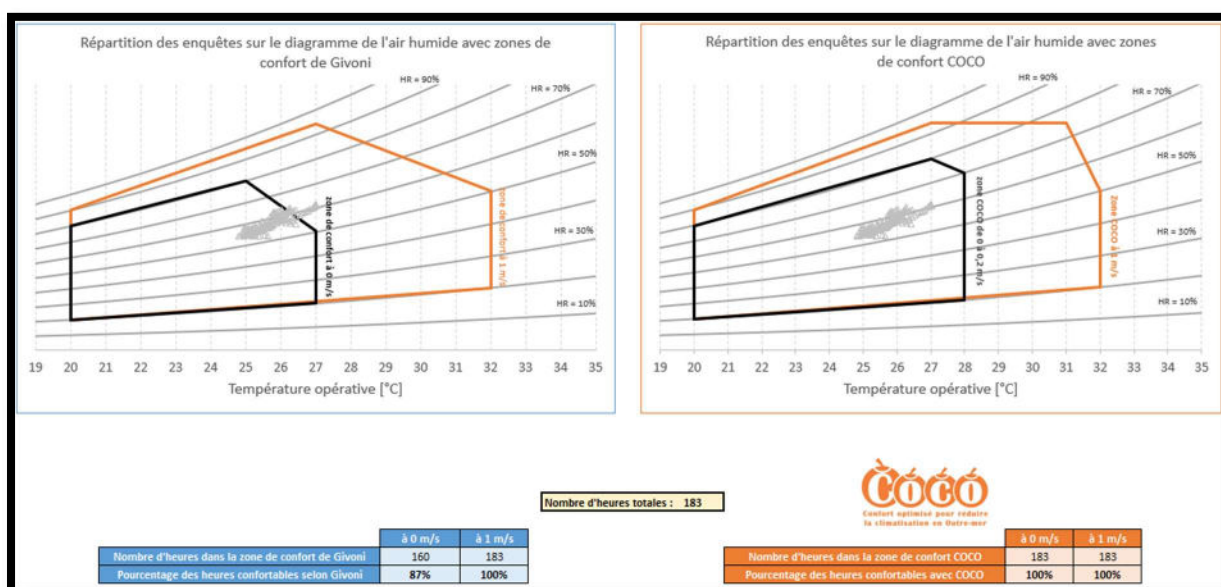 Répartition des enquêtes sur le diagramme de l'air humide avec zones de
confort de Givoni
HR = 90%
HR = 70%
HR = 50%
HR = 30%
HR = 10%
zone de confort à 0 m/s
zone de confort à 1 m/s
19 20 21 22 23 24 25 26 27 28 29 30 31 32 33 34 35
Température opérative [°C]
Répartition des enquêtes sur le diagramme de l'air humide avec zones
de confort COCO
HR = 90%
HR = 70%
HR = 50%
HR = 30%
HR = 10%
zone COCO de 0 à 0,2 m/s
zone COCO à 1 m/s
19 20 21 22 23 24 25 26 27 28 29 30 31 32 33 34 35
Température opérative [°C]
Nombre d'heures totales : 183
COCO
Confort optimisé pour réduire
la climatisation en Outre-mer
à 0 m/s à 1 m/s
Nombre d'heures dans la zone de confort de Givoni 160 183
Pourcentage des heures confortables selon Givoni 87% 100%
à 0 m/s à 1 m/s
Nombre d'heures dans la zone de confort COCO 183 183
Pourcentage des heures confortables avec COCO 100% 100%